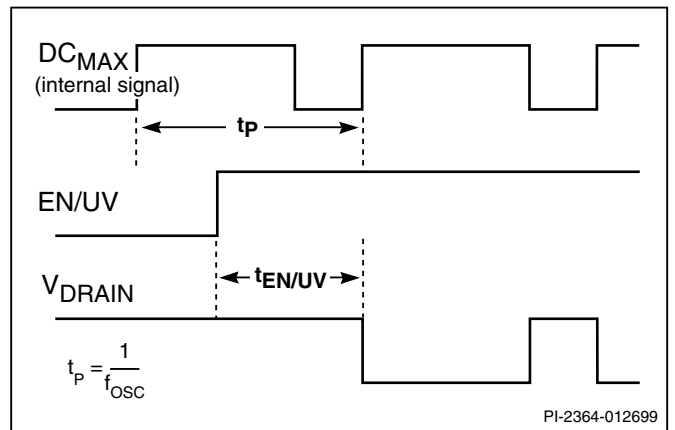 DCMAX
(internal signal)
tP
EN/UV
tEN/UV
VDRAIN
tP = 1/fOSC
PI-2364-012699